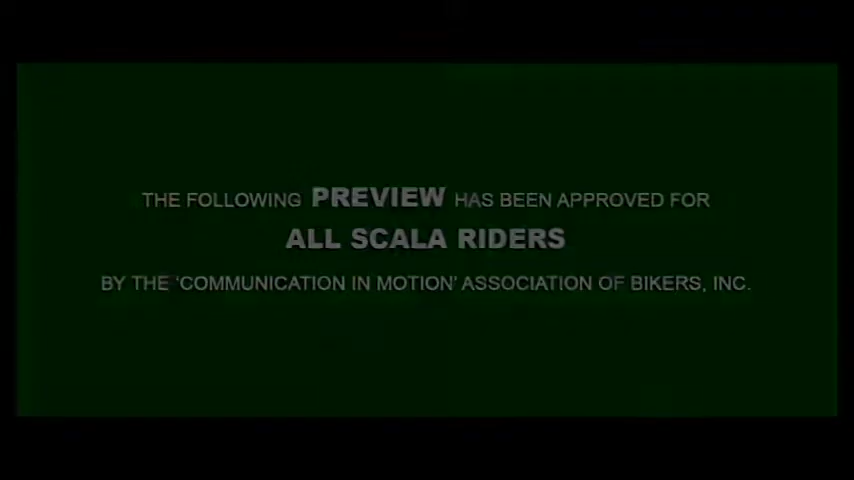 THE FOLLOWING PREVIEW HAS BEEN APPROVED FOR
ALL SCALA RIDERS
BY THE 'COMMUNICATION IN MOTION' ASSOCIATION OF BIKERS, INC.